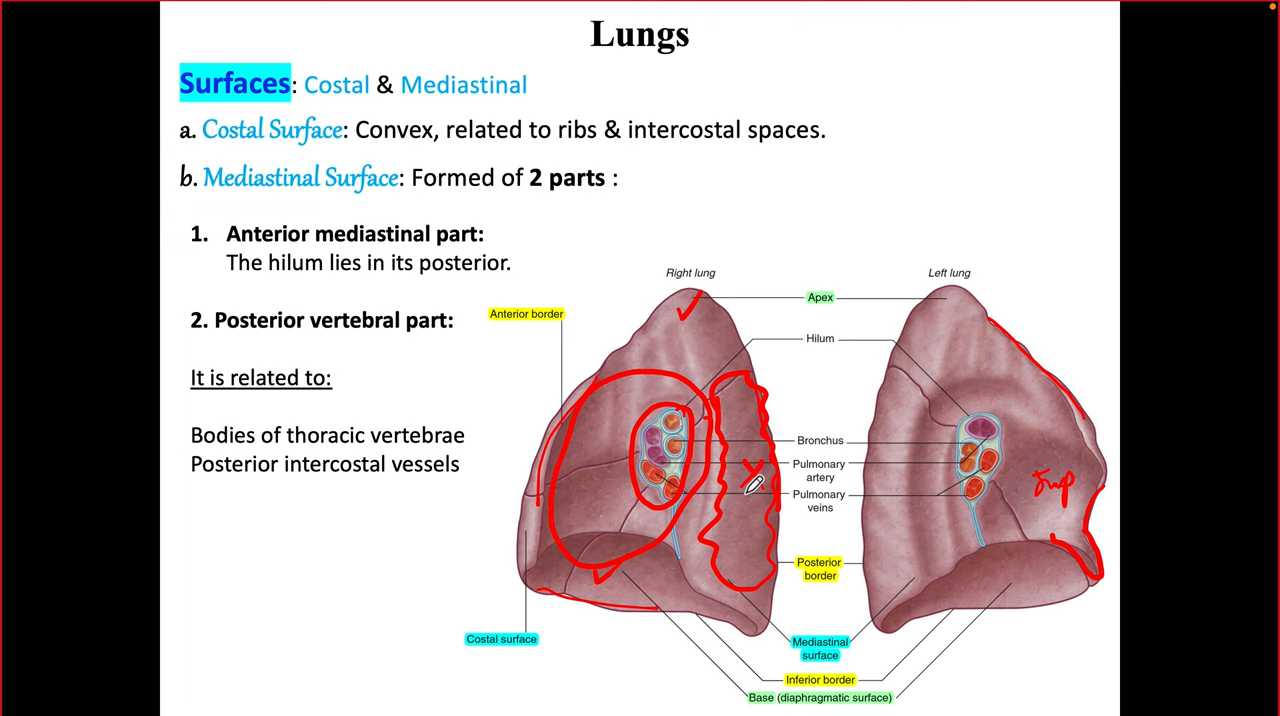 Lungs
Surfaces: Costal & Mediastinal
a. Costal Surface: Convex, related to ribs & intercostal spaces.
b. Mediastinal Surface: Formed of 2 parts :
1. Anterior mediastinal part:
The hilum lies in its posterior.
2. Posterior vertebral part:
It is related to:
Bodies of thoracic vertebrae
Posterior intercostal vessels
Right lung
Left lung
Apex
Anterior border
Hilum
Bronchus
Pulmonary
artery
Pulmonary
veins
Posterior
border
Costal surface
Mediastinal
surface
Inferior border
Base (diaphragmatic surface)